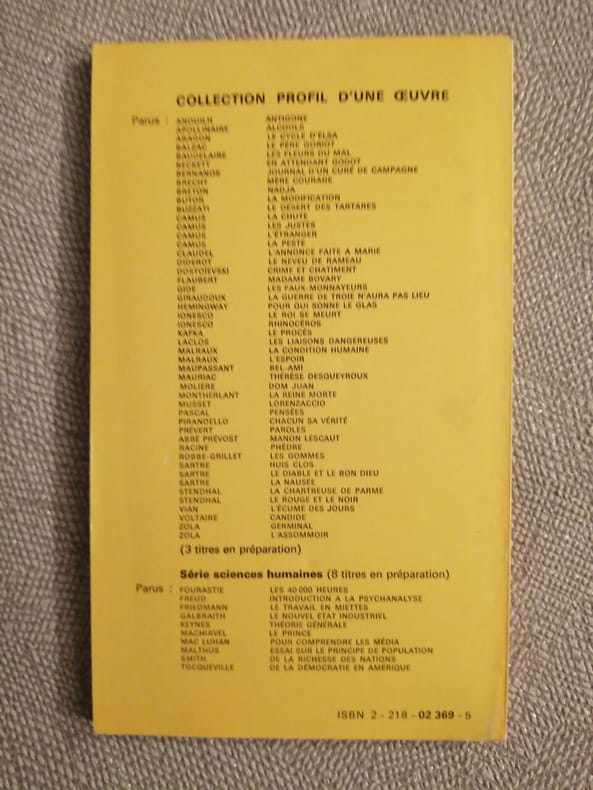 COLLECTION PROFIL D'UNE ŒUVRE
Parus : ANOUILH ANTIGONE
APOLLINAIRE ALCOOLS
ARAGON LE CYCLE D'ELSA
BALZAC LE PÈRE GORIOT
BAUDELAIRE LES FLEURS DU MAL
BECKETT EN ATTENDANT GODOT
BERNANOS JOURNAL D'UN CURÉ DE CAMPAGNE
BRECHT MÈRE COURAGE
BRETON NADJA
BUTOR LA MODIFICATION
BUZZATI LE DÉSERT DES TARTARES
CAMUS LA CHUTE
CAMUS LES JUSTES
CAMUS L'ÉTRANGER
CAMUS LA PESTE
CLAUDEL L'ANNONCE FAITE A MARIE
DIDEROT LE NEVEU DE RAMEAU
DOSTOÏEVSKI CRIME ET CHATIMENT
FLAUBERT MADAME BOVARY
GIDE LES FAUX-MONNAYEURS
GIRAUDOUX LA GUERRE DE TROIE N'AURA PAS LIEU
HEMINGWAY POUR QUI SONNE LE GLAS
IONESCO LE ROI SE MEURT
IONESCO RHINOCÉROS
KAFKA LE PROCÈS
LACLOS LES LIAISONS DANGEREUSES
MALRAUX LA CONDITION HUMAINE
MALRAUX L'ESPOIR
MAUPASSANT BEL-AMI
MAURIAC THÉRÈSE DESQUEYROUX
MOLIÈRE DOM JUAN
MONTHERLANT LA REINE MORTE
MUSSET LORENZACCIO
PASCAL PENSÉES
PIRANDELLO CHACUN SA VÉRITÉ
PRÉVERT PAROLES
ABBÉ PRÉVOST MANON LESCAUT
RACINE PHÈDRE
ROBBE-GRILLET LES GOMMES
SARTRE HUIS CLOS
SARTRE LE DIABLE ET LE BON DIEU
SARTRE LA NAUSÉE
STENDHAL LA CHARTREUSE DE PARME
STENDHAL LE ROUGE ET LE NOIR
VIAN L'ÉCUME DES JOURS
VOLTAIRE CANDIDE
ZOLA GERMINAL
ZOLA L'ASSOMMOIR
(3 titres en préparation)
Série sciences humaines (8 titres en préparation)
Parus : FOURASTIE LES 40 000 HEURES
FREUD INTRODUCTION A LA PSYCHANALYSE
FRIEDMANN LE TRAVAIL EN MIETTES
GALBRAITH LE NOUVEL ÉTAT INDUSTRIEL
KEYNES THÉORIE GÉNÉRALE
MACHIAVEL LE PRINCE
MAC LUHAN POUR COMPRENDRE LES MÉDIA
MALTHUS ESSAI SUR LE PRINCIPE DE POPULATION
SMITH DE LA RICHESSE DES NATIONS
TOCQUEVILLE DE LA DÉMOCRATIE EN AMÉRIQUE
ISBN 2 - 218 - 02 369 - 5